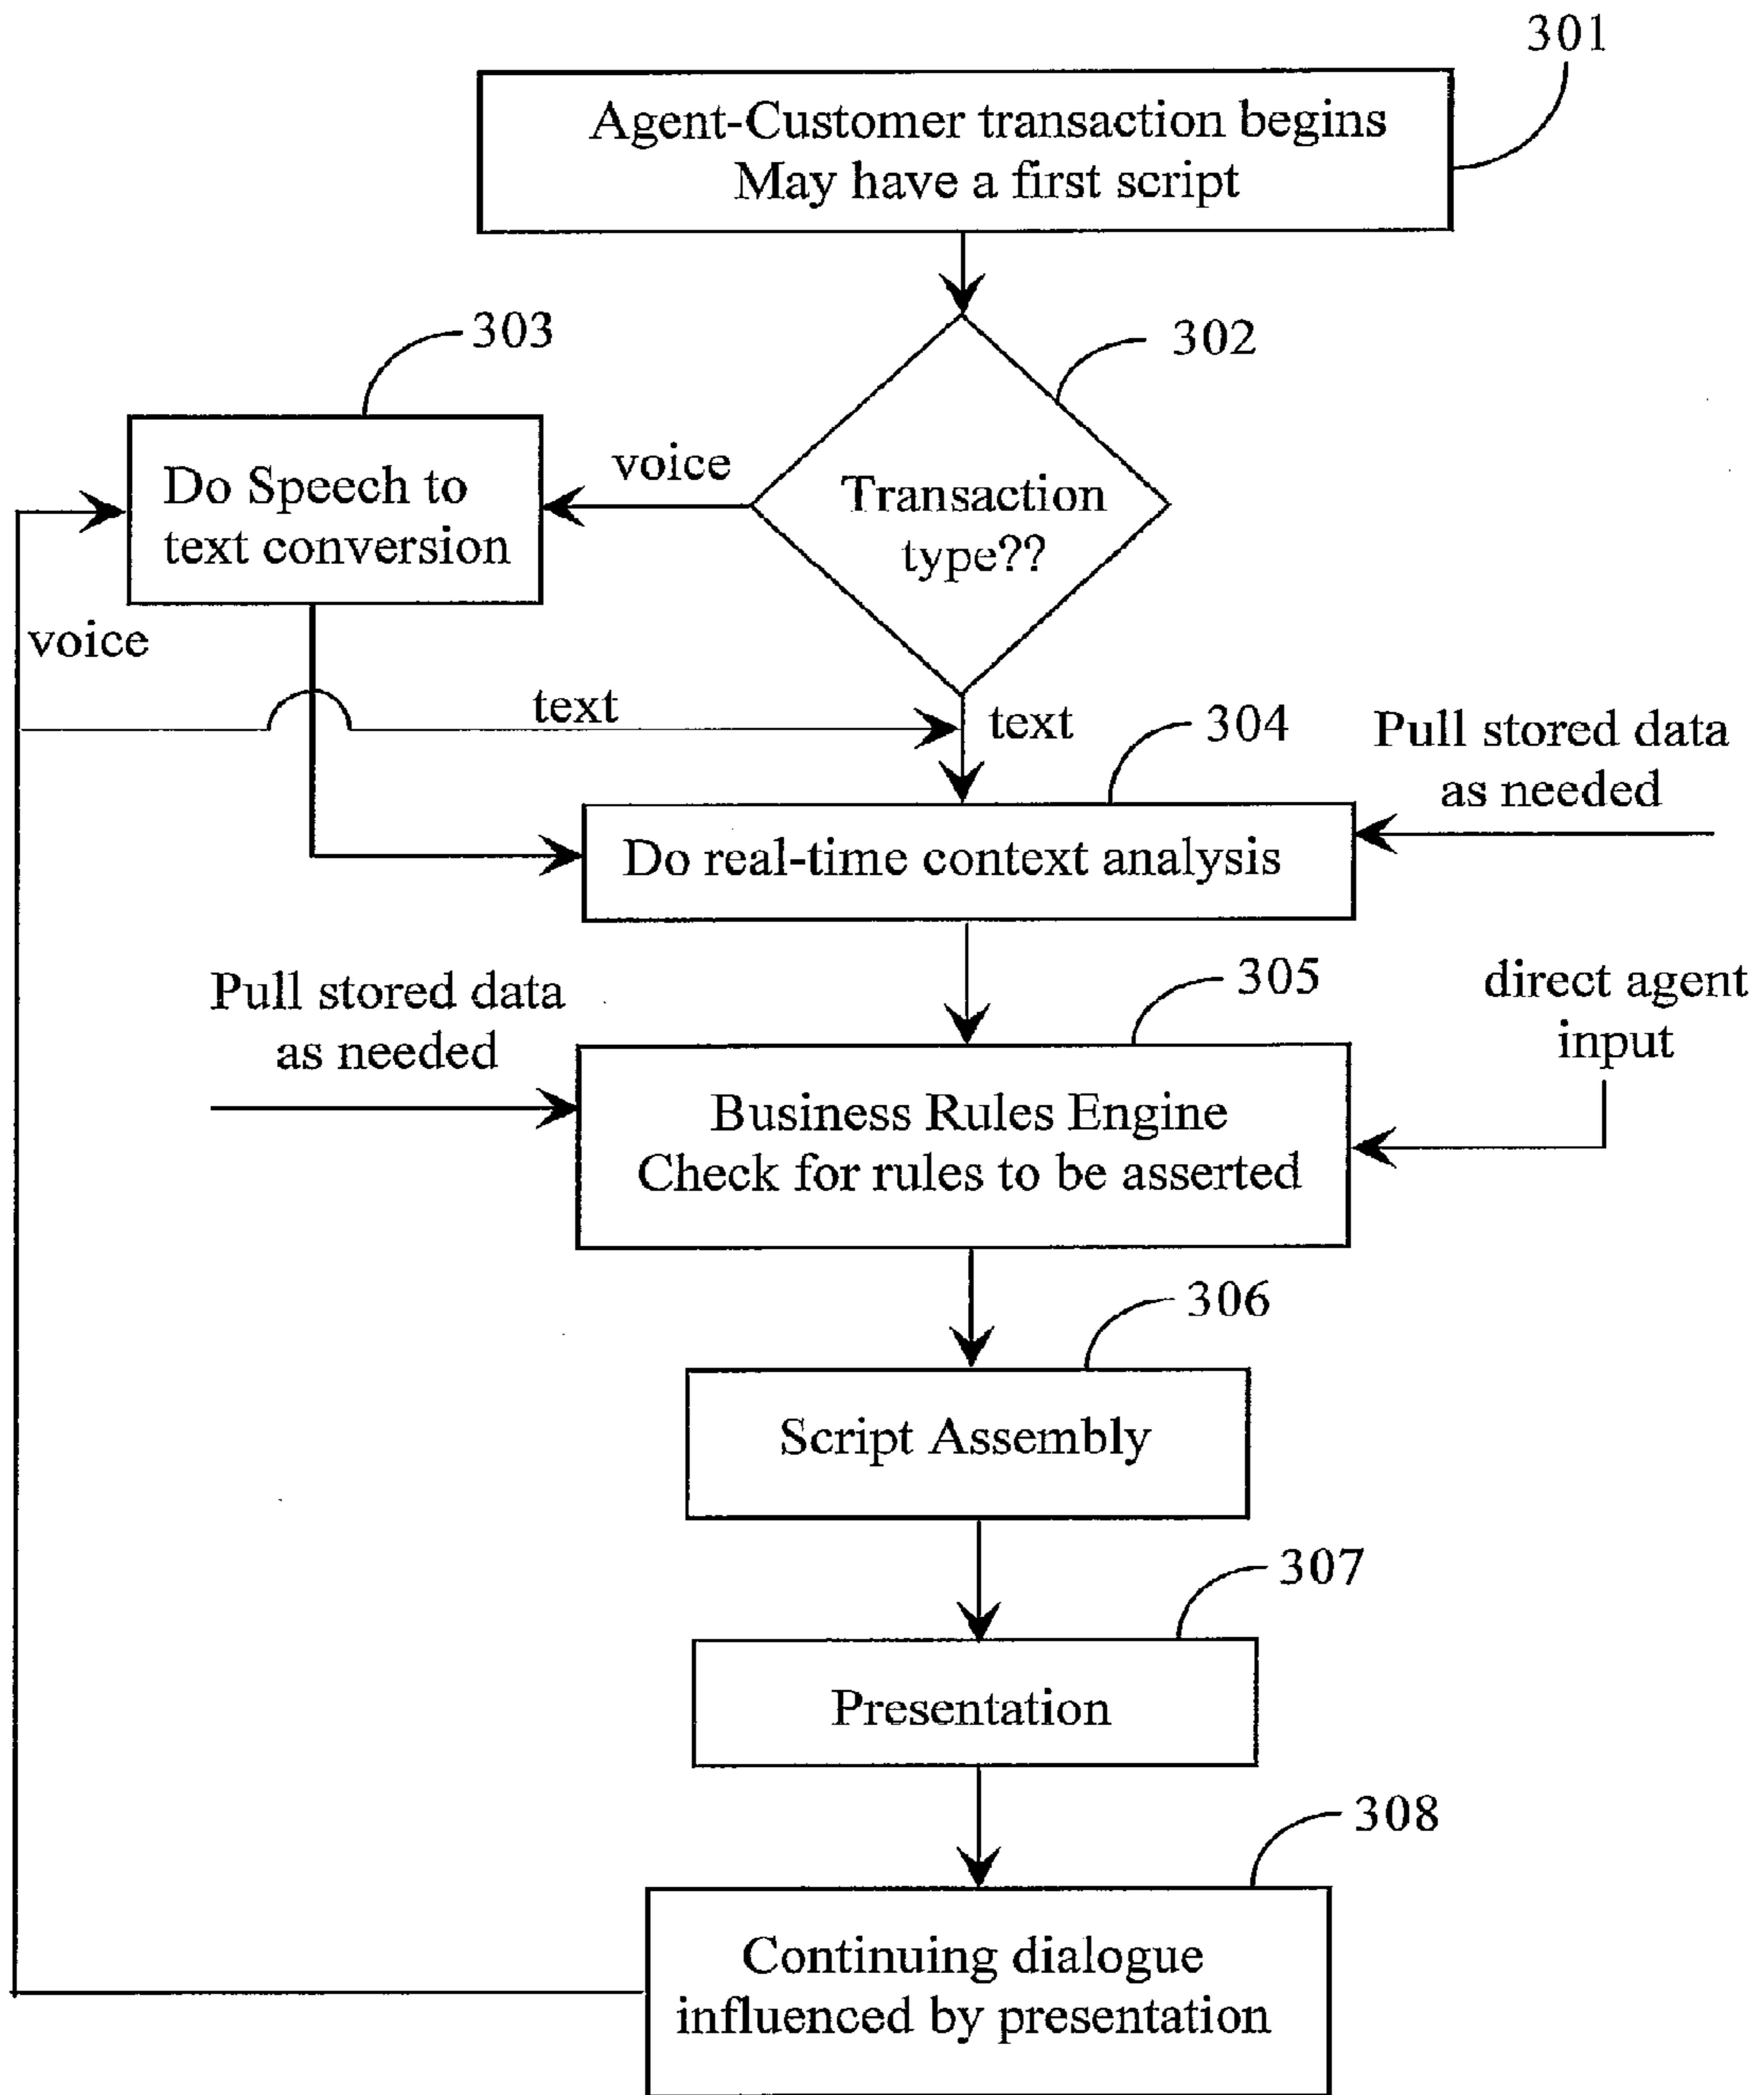 301
Agent-Customer transaction begins
May have a first script
302
303
voice
Do Speech to
text conversion
Transaction
type??
voice
text
text
304
Pull stored data
as needed
Do real-time context analysis
305
Pull stored data
as needed
direct agent
input
Business Rules Engine
Check for rules to be asserted
306
Script Assembly
307
Presentation
308
Continuing dialogue
influenced by presentation